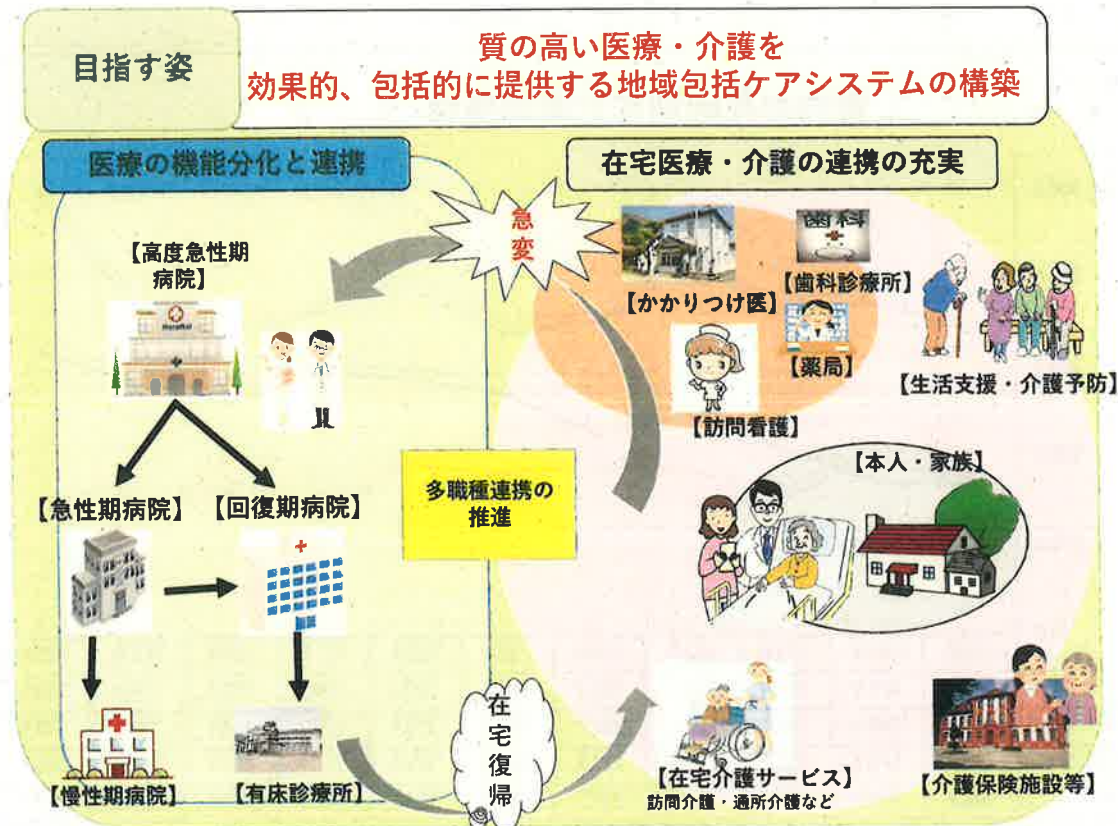 目指す姿
質の高い医療・介護を
効果的、包括的に提供する地域包括ケアシステムの構築
医療の機能分化と連携
在宅医療・介護の連携の充実
急変
【高度急性期
病院】
Hospital
歯科
【かかりつけ医】
【歯科診療所】
【薬局】
【訪問看護】
【生活支援・介護予防】
【本人・家族】
多職種連携の
推進
【急性期病院】
【回復期病院】
【慢性期病院】
【有床診療所】
在宅復帰
【在宅介護サービス】
訪問介護・通所介護など
【介護保険施設等】